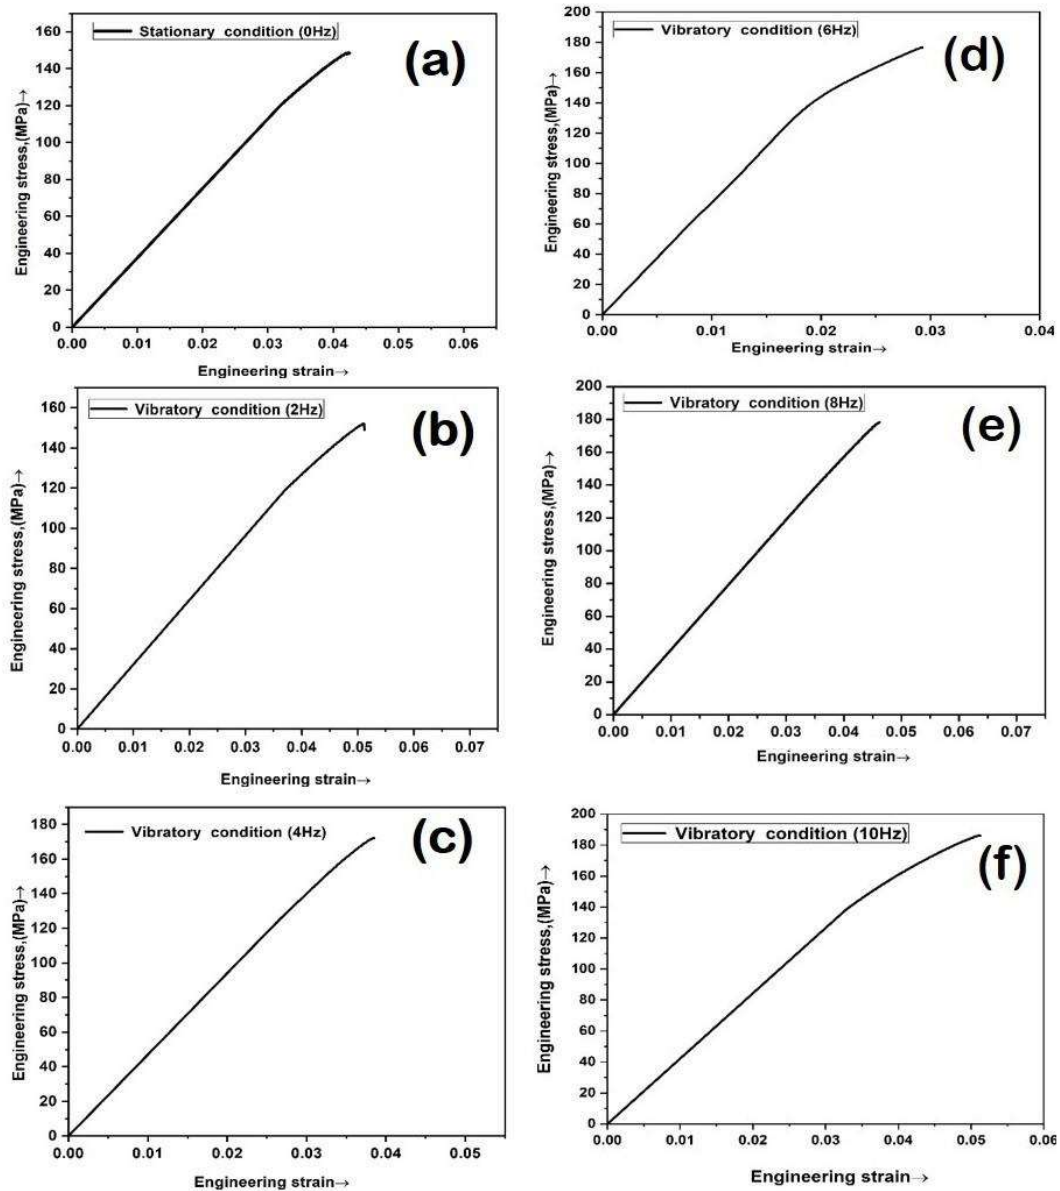 Stationary condition (0Hz)
(a)
Engineering stress,(MPa)→
160
140
120
100
80
60
40
20
0
0.00 0.01 0.02 0.03 0.04 0.05 0.06
Engineering strain→
Vibratory condition (6Hz)
(d)
Engineering stress,(MPa)→
200
180
160
140
120
100
80
60
40
20
0
0.00 0.01 0.02 0.03 0.04
Engineering strain→
Vibratory condition (2Hz)
(b)
Engineering stress,(MPa)→
160
140
120
100
80
60
40
20
0
0.00 0.01 0.02 0.03 0.04 0.05 0.06 0.07
Engineering strain→
Vibratory condition (8Hz)
(e)
Engineering stress,(MPa)→
200
180
160
140
120
100
80
60
40
20
0
0.00 0.01 0.02 0.03 0.04 0.05 0.06 0.07
Engineering strain→
Vibratory condition (4Hz)
(c)
Engineering stress,(MPa)→
180
160
140
120
100
80
60
40
20
0
0.00 0.01 0.02 0.03 0.04 0.05
Engineering strain→
Vibratory condition (10Hz)
(f)
Engineering stress,(MPa)→
200
180
160
140
120
100
80
60
40
20
0
0.00 0.01 0.02 0.03 0.04 0.05 0.06
Engineering strain→